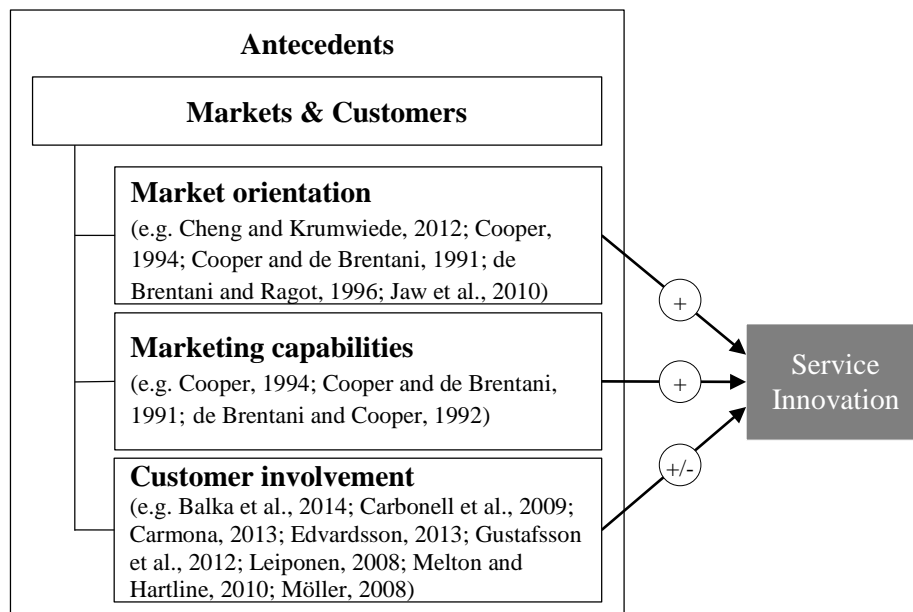 Antecedents
Markets & Customers
Market orientation
(e.g. Cheng and Krumwiede, 2012; Cooper,
1994; Cooper and de Brentani, 1991; de
Brentani and Ragot, 1996; Jaw et al., 2010)
+
Marketing capabilities
(e.g. Cooper, 1994; Cooper and de Brentani,
1991; de Brentani and Cooper, 1992)
+
Service
Innovation
Customer involvement
(e.g. Balka et al., 2014; Carbonell et al., 2009;
Carmona, 2013; Edvardsson, 2013; Gustafsson
et al., 2012; Leiponen, 2008; Melton and
Hartline, 2010; Möller, 2008)
+/-